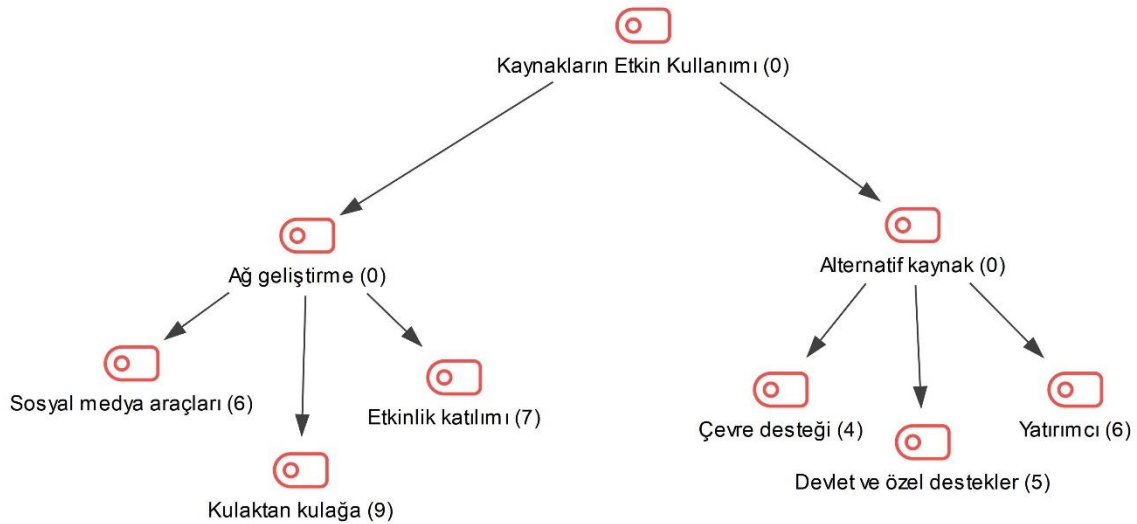 Kaynakların Etkin Kullanımı (0)
Ağ geliştirme (0)
Alternatif kaynak (0)
Sosyal medya araçları (6)
Etkinlik katılımı (7)
Kulaktan kulağa (9)
Çevre desteği (4)
Yatırımcı (6)
Devlet ve özel destekler (5)